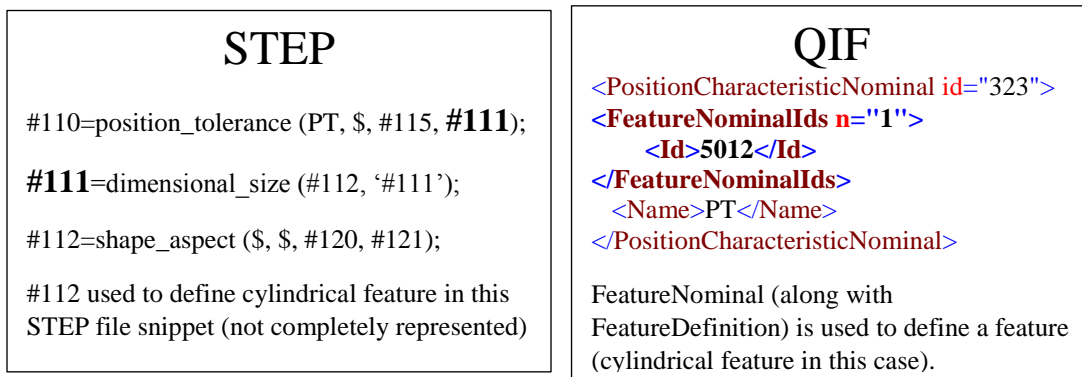 STEP
#110=position_tolerance (PT, $, #115, #111);
#111=dimensional_size (#112, ‘#111’);
#112=shape_aspect ($, $, #120, #121);
#112 used to define cylindrical feature in this
STEP file snippet (not completely represented)
QIF
<PositionCharacteristicNominal id="323">
<FeatureNominalIds n="1">
<Id>5012</Id>
</FeatureNominalIds>
<Name>PT</Name>
</PositionCharacteristicNominal>
FeatureNominal (along with
FeatureDefinition) is used to define a feature
(cylindrical feature in this case).